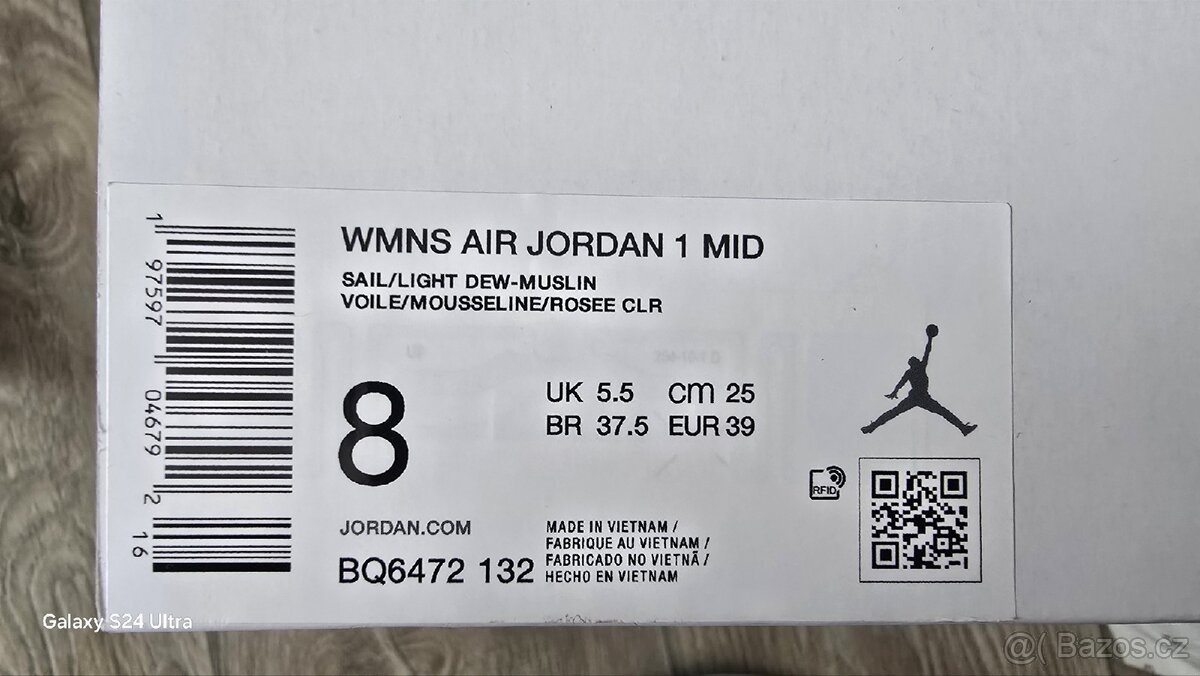 WMNS AIR JORDAN 1 MID
SAIL/LIGHT DEW-MUSLIN
VOILE/MOUSSELINE/ROSEE CLR
8
UK 5.5 cm 25
BR 37.5 EUR 39
JORDAN.COM
BQ6472 132
MADE IN VIETNAM /
FABRIQUE AU VIETNAM /
FABRICADO NO VIETNÃ /
HECHO EN VIETNAM
RFID
1 97597 04679 2
16
Galaxy S24 Ultra
@( Bazos.cz